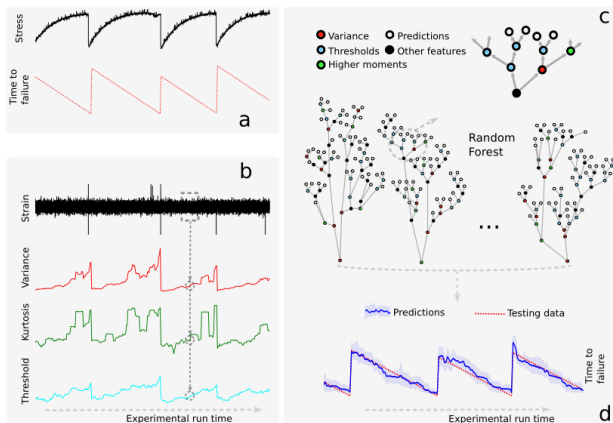 Stress
Time to
failure
a
b
Strain
Variance
Kurtosis
Threshold
Experimental run time
c
Variance
Predictions
Thresholds
Other features
Higher moments
Random
Forest
...
Predictions
Testing data
Time to
failure
Experimental run time
d